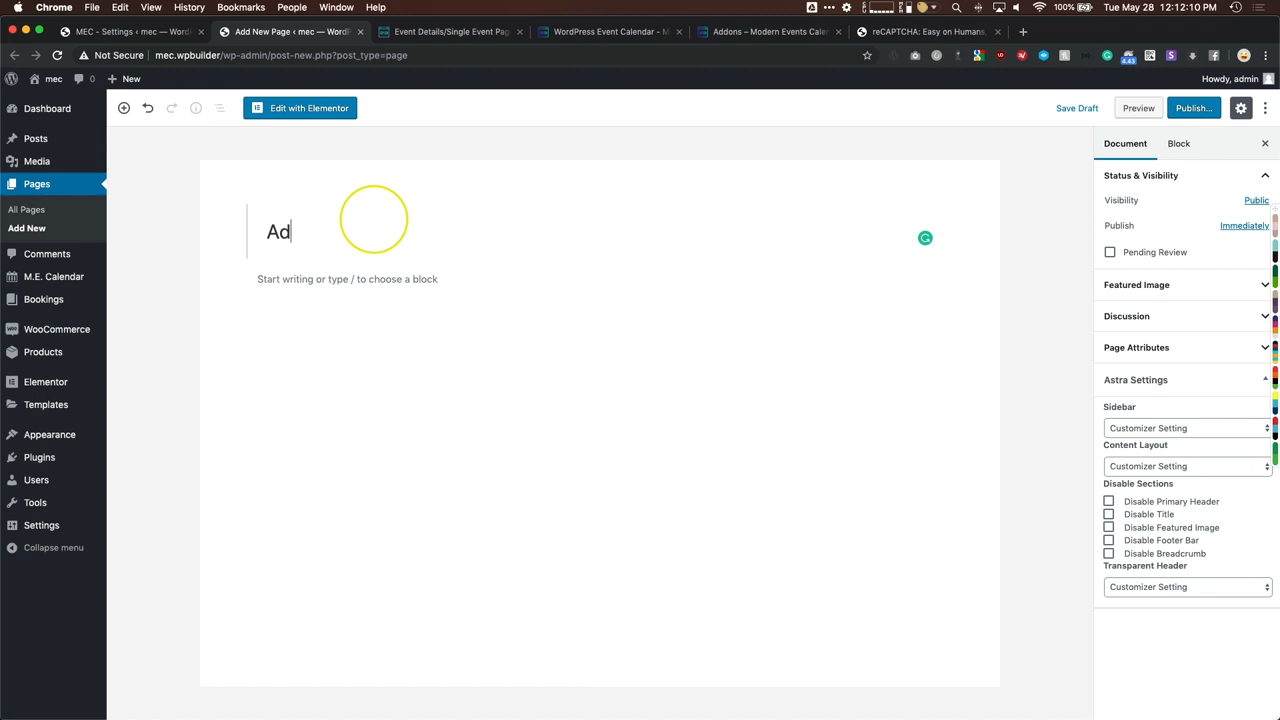 Chrome File Edit View History Bookmarks People Window Help 100% Thu May 28 12:12:10 PM
MEC - Settings ‹ mec — Word
Add New Page ‹ mec — WordP
Event Details/Single Event Page
WordPress Event Calendar - M
Addons – Modern Events Cale
reCAPTCHA: Easy on Humans,
Not Secure mec.wpbuilder/wp-admin/post-new.php?post_type=page
4.43
mec 0 New Howdy, admin
Edit with Elementor Save Draft Preview Publish...
Dashboard
Posts
Media
Pages
All Pages
Add New
Comments
M.E. Calendar
Bookings
WooCommerce
Products
Elementor
Templates
Appearance
Plugins
Users
Tools
Settings
Collapse menu
Ad
Start writing or type / to choose a block
Document Block
Status & Visibility
Visibility Public
Publish Immediately
Pending Review
Featured Image
Discussion
Page Attributes
Astra Settings
Sidebar
Customizer Setting
Content Layout
Customizer Setting
Disable Sections
Disable Primary Header
Disable Title
Disable Featured Image
Disable Footer Bar
Disable Breadcrumb
Transparent Header
Customizer Setting